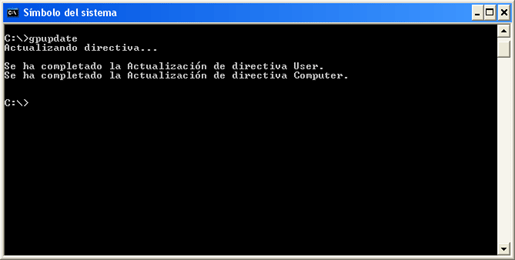 Símbolo del sistema
C:\>gpupdate
Actualizando directiva...
Se ha completado la Actualización de directiva User.
Se ha completado la Actualización de directiva Computer.
C:\>